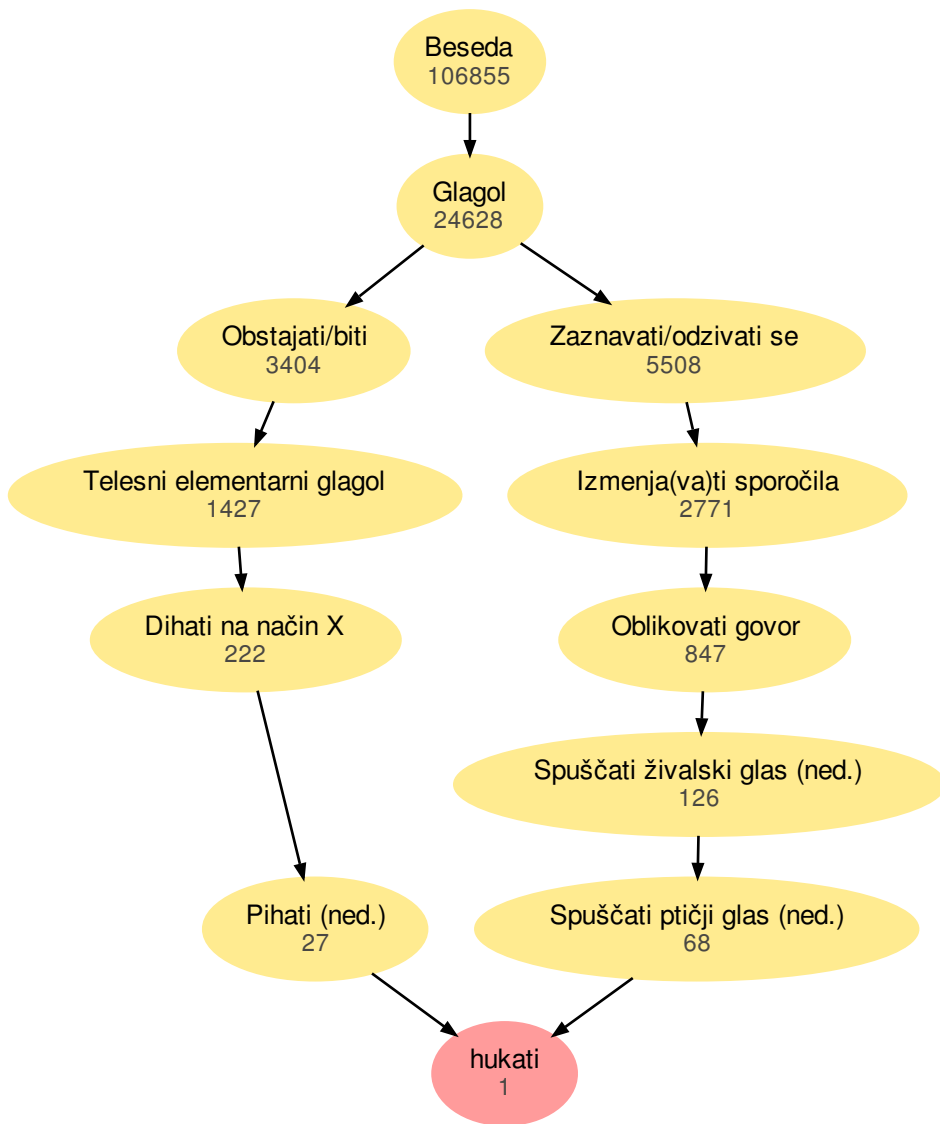 Beseda
106855
Glagol
24628
Obstajati/biti
3404
Zaznavati/odzivati se
5508
Telesni elementarni glagol
1427
Izmenja(va)ti sporočila
2771
Dihati na način X
222
Oblikovati govor
847
Spuščati živalski glas (ned.)
126
Pihati (ned.)
27
Spuščati ptičji glas (ned.)
68
hukati
1